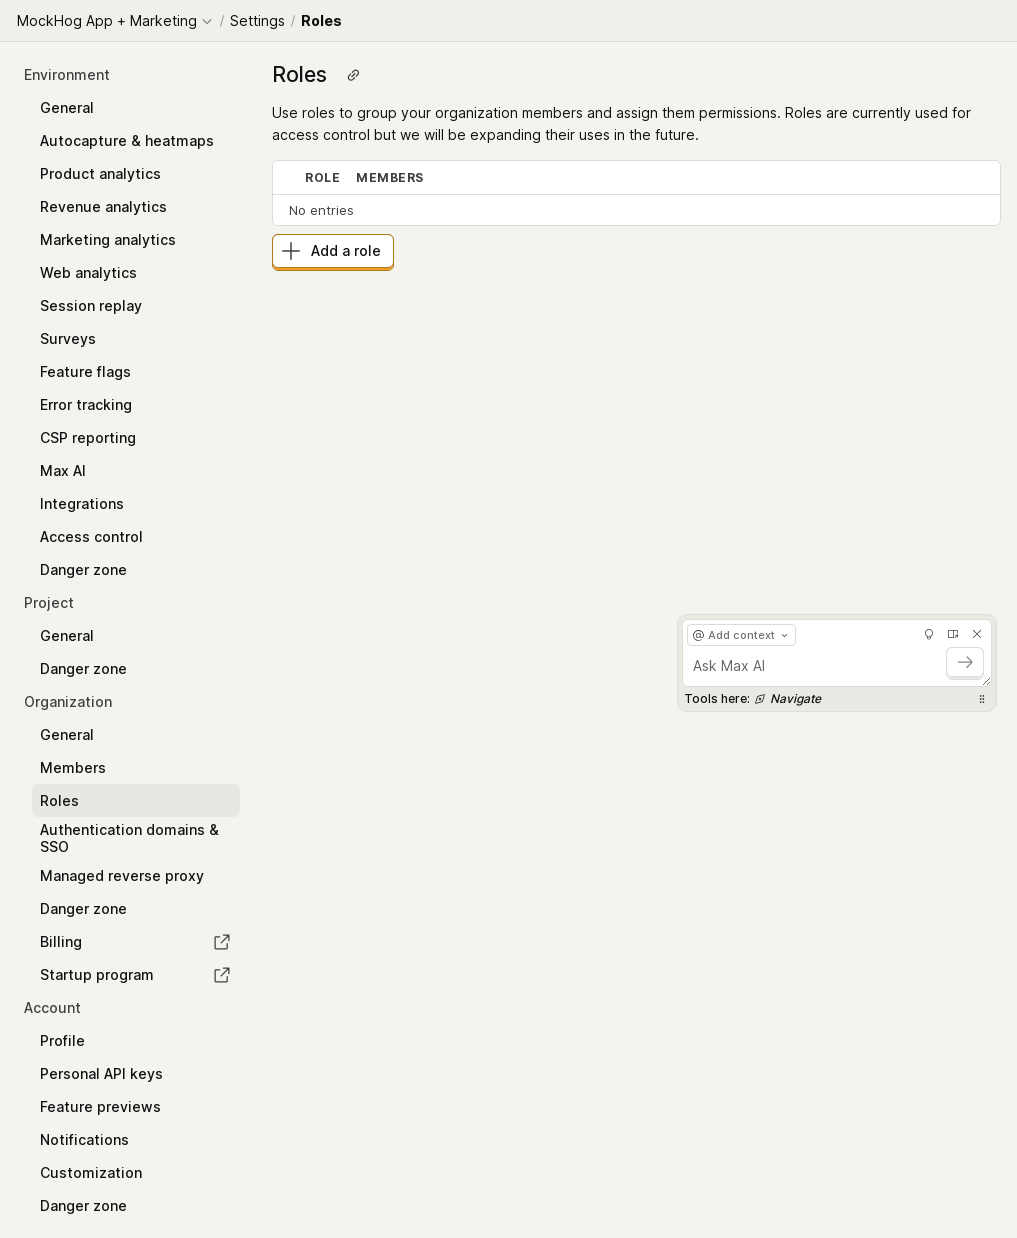 MockHog App + Marketing / Settings / Roles
Environment
General
Autocapture & heatmaps
Product analytics
Revenue analytics
Marketing analytics
Web analytics
Session replay
Surveys
Feature flags
Error tracking
CSP reporting
Max AI
Integrations
Access control
Danger zone
Project
General
Danger zone
Organization
General
Members
Roles
Authentication domains &
SSO
Managed reverse proxy
Danger zone
Billing
Startup program
Account
Profile
Personal API keys
Feature previews
Notifications
Customization
Danger zone
Roles
Use roles to group your organization members and assign them permissions. Roles are currently used for
access control but we will be expanding their uses in the future.
ROLE MEMBERS
No entries
Add a role
@ Add context
Ask Max AI
Tools here: Navigate